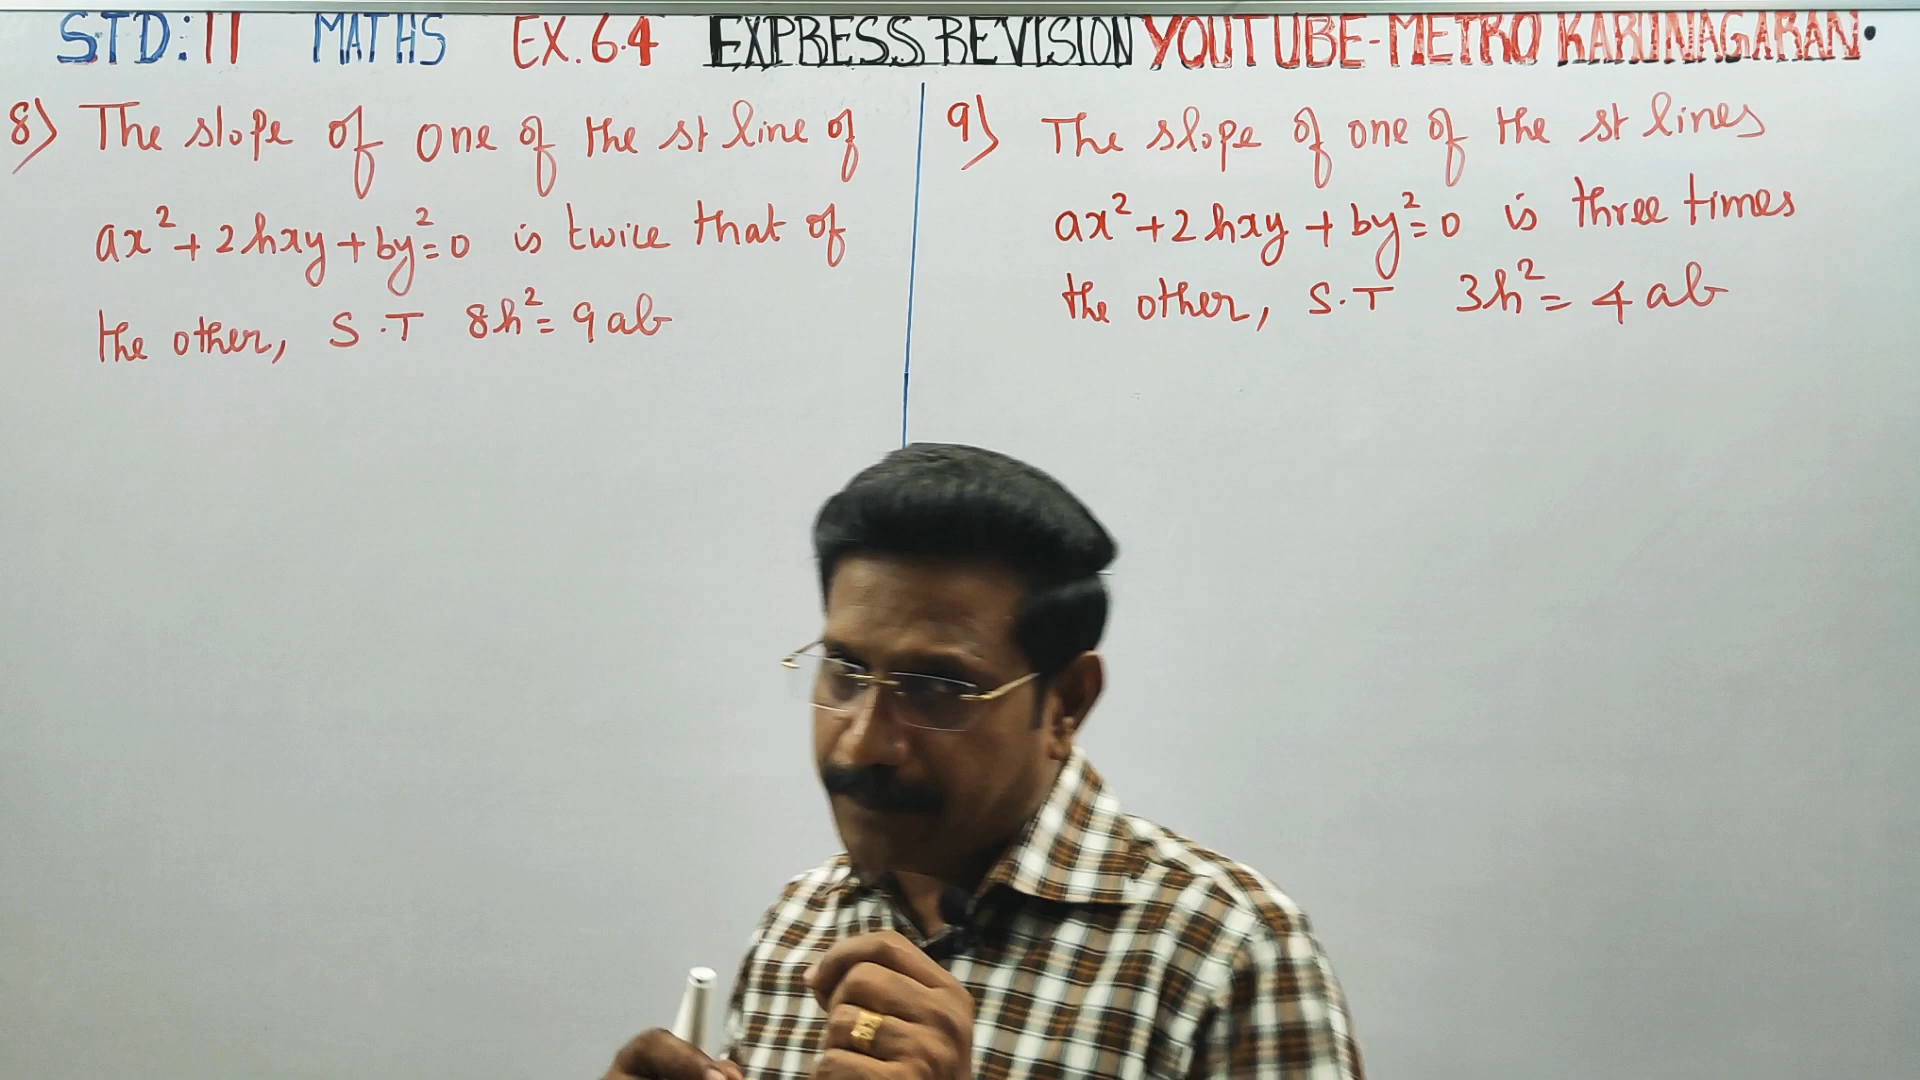 STD:11 MATHS EX.6.4 EXPRESS REVISION YOUTUBE-METRO KARUNAGARAN.
8) The slope of one of the st line of
ax²+2hxy+by²=0 is twice that of
the other, S.T 8h²=9ab
9) The slope of one of the st lines
ax²+2hxy+by²=0 is three times
the other, S.T 3h²=4ab